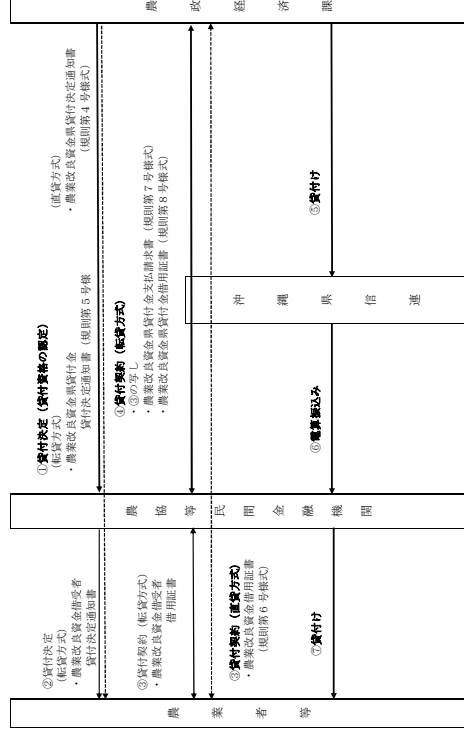 農政経済課
(直貸方式)
・農業改良資金県貸付決定通知書
(規則第4号様式)
①貸付決定(貸付資格の認定)
(転貸方式)
・農業改良資金県貸付金
貸付決定通知書(規則第5号様
④貸付契約(転貸方式)
・③の写し
・農業改良資金県貸付金支払請求書(規則第7号様式)
・農業改良資金県貸付金借用証書(規則第8号様式)
⑤貸付け
沖縄県信連
⑥電算振込み
農協等民間金融機関
②貸付決定
(転貸方式)
・農業改良資金借受者
貸付決定通知書
③貸付契約(転貸方式)
・農業改良資金借受者
借用証書
③貸付契約(直貸方式)
・農業改良資金借用証書
(規則第6号様式)
⑦貸付け
農業者等